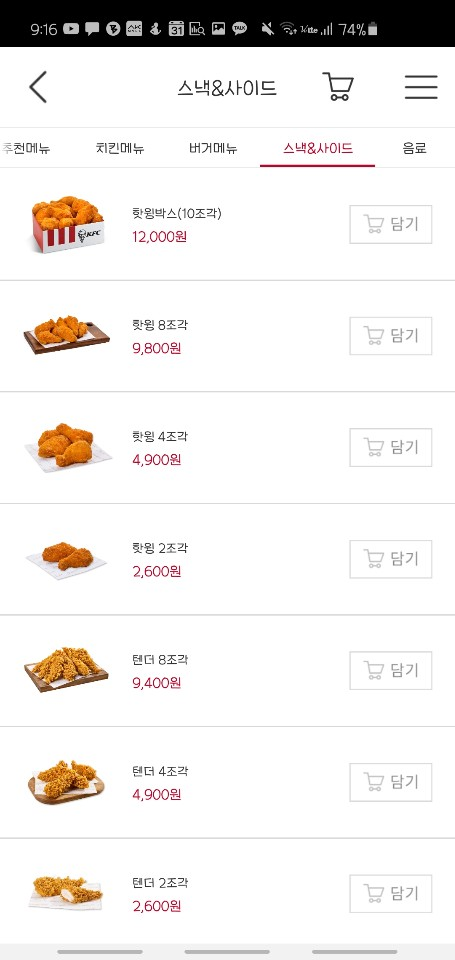 9:16
31
74%
스낵&사이드
추천메뉴 치킨메뉴 버거메뉴 스낵&사이드 음료
KFC
핫윙박스(10조각)
12,000원
담기
핫윙 8조각
9,800원
담기
핫윙 4조각
4,900원
담기
핫윙 2조각
2,600원
담기
텐더 8조각
9,400원
담기
텐더 4조각
4,900원
담기
텐더 2조각
2,600원
담기